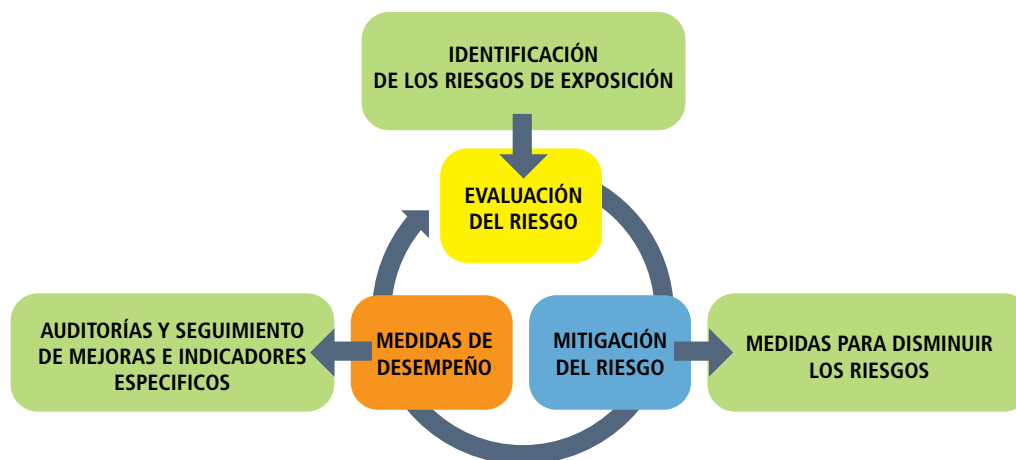 IDENTIFICACIÓN
DE LOS RIESGOS DE EXPOSICIÓN
EVALUACIÓN
DEL RIESGO
AUDITORÍAS Y SEGUIMIENTO
DE MEJORAS E INDICADORES
ESPECIFICOS
MEDIDAS DE
DESEMPEÑO
MITIGACIÓN
DEL RIESGO
MEDIDAS PARA DISMINUIR
LOS RIESGOS